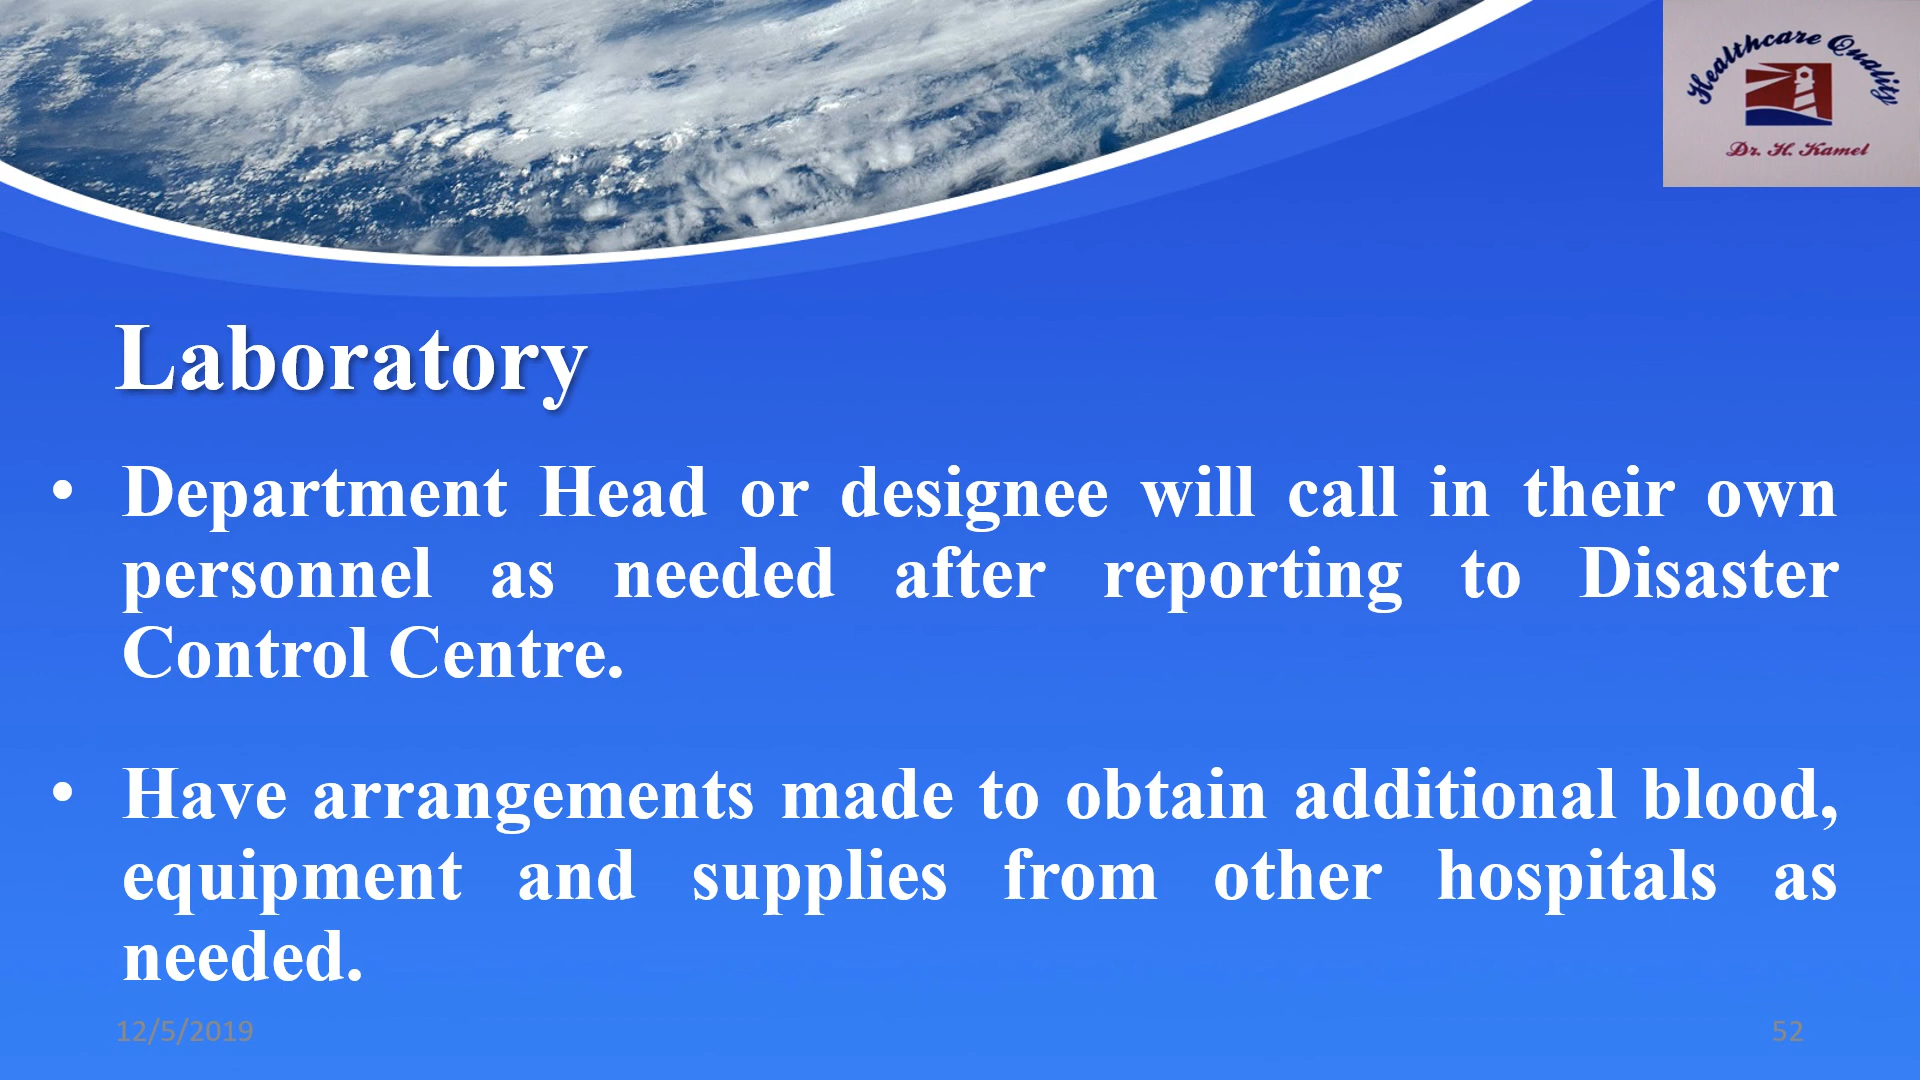 Healthcare Quality
Dr. H. Kamel
Laboratory
• Department Head or designee will call in their own
personnel as needed after reporting to Disaster
Control Centre.
• Have arrangements made to obtain additional blood,
equipment and supplies from other hospitals as
needed.
12/5/2019
52